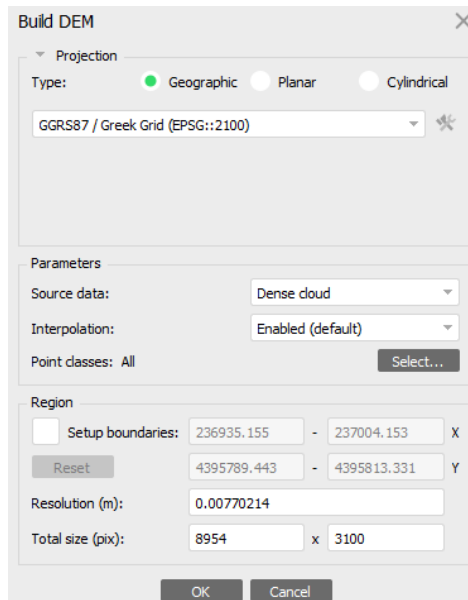 Build DEM
Projection
Type: Geographic Planar Cylindrical
GGRS87 / Greek Grid (EPSG::2100)
Parameters
Source data: Dense cloud
Interpolation: Enabled (default)
Point classes: All Select...
Region
Setup boundaries: 236935.155 - 237004.153 X
Reset 4395789.443 - 4395813.331 Y
Resolution (m): 0.00770214
Total size (pix): 8954 x 3100
OK Cancel